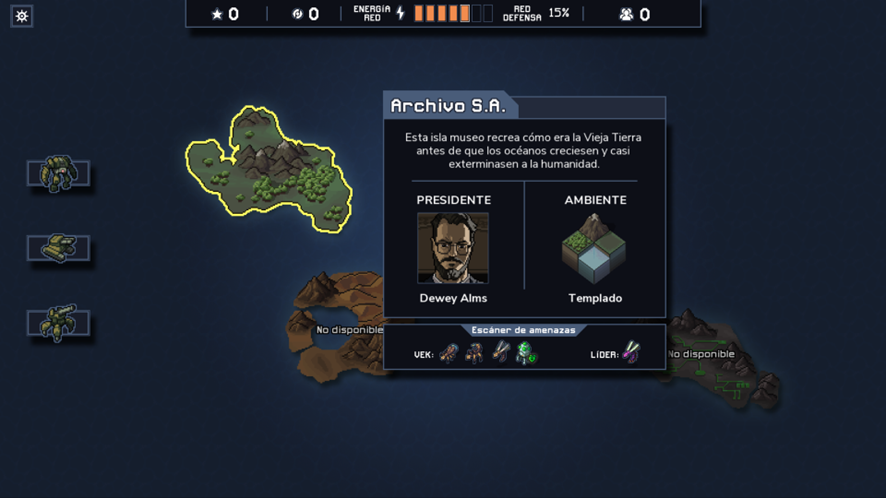 0
0
ENERGÍA
RED
RED
DEFENSA
15%
0
Archivo S.A.
Esta isla museo recrea cómo era la Vieja Tierra
antes de que los océanos creciesen y casi
exterminasen a la humanidad.
PRESIDENTE
AMBIENTE
Dewey Alms
Templado
No disponible
Escáner de amenazas
VEK:
LÍDER:
No disponible